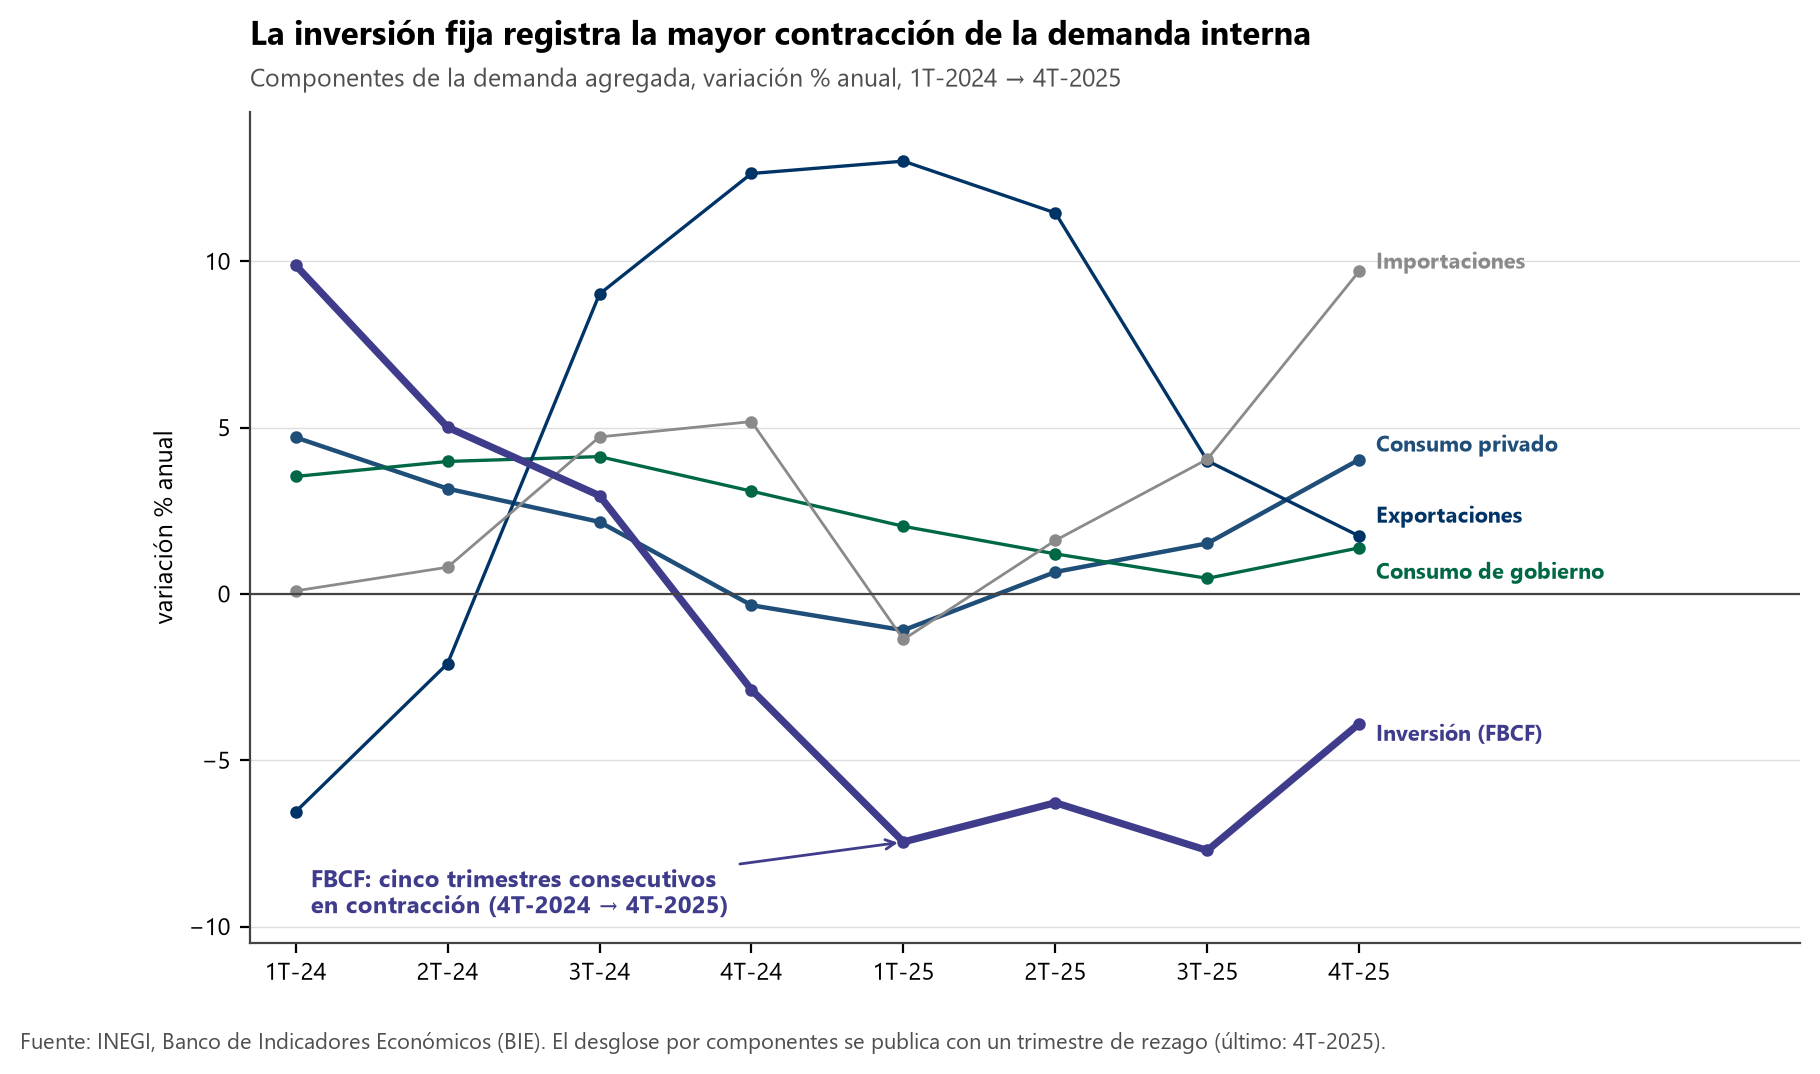 La inversión fija registra la mayor contracción de la demanda interna
Componentes de la demanda agregada, variación % anual, 1T-2024 → 4T-2025
variación % anual
10
5
0
−5
−10
Importaciones
Consumo privado
Exportaciones
Consumo de gobierno
Inversión (FBCF)
FBCF: cinco trimestres consecutivos
en contracción (4T-2024 → 4T-2025)
1T-24 2T-24 3T-24 4T-24 1T-25 2T-25 3T-25 4T-25
Fuente: INEGI, Banco de Indicadores Económicos (BIE). El desglose por componentes se publica con un trimestre de rezago (último: 4T-2025).